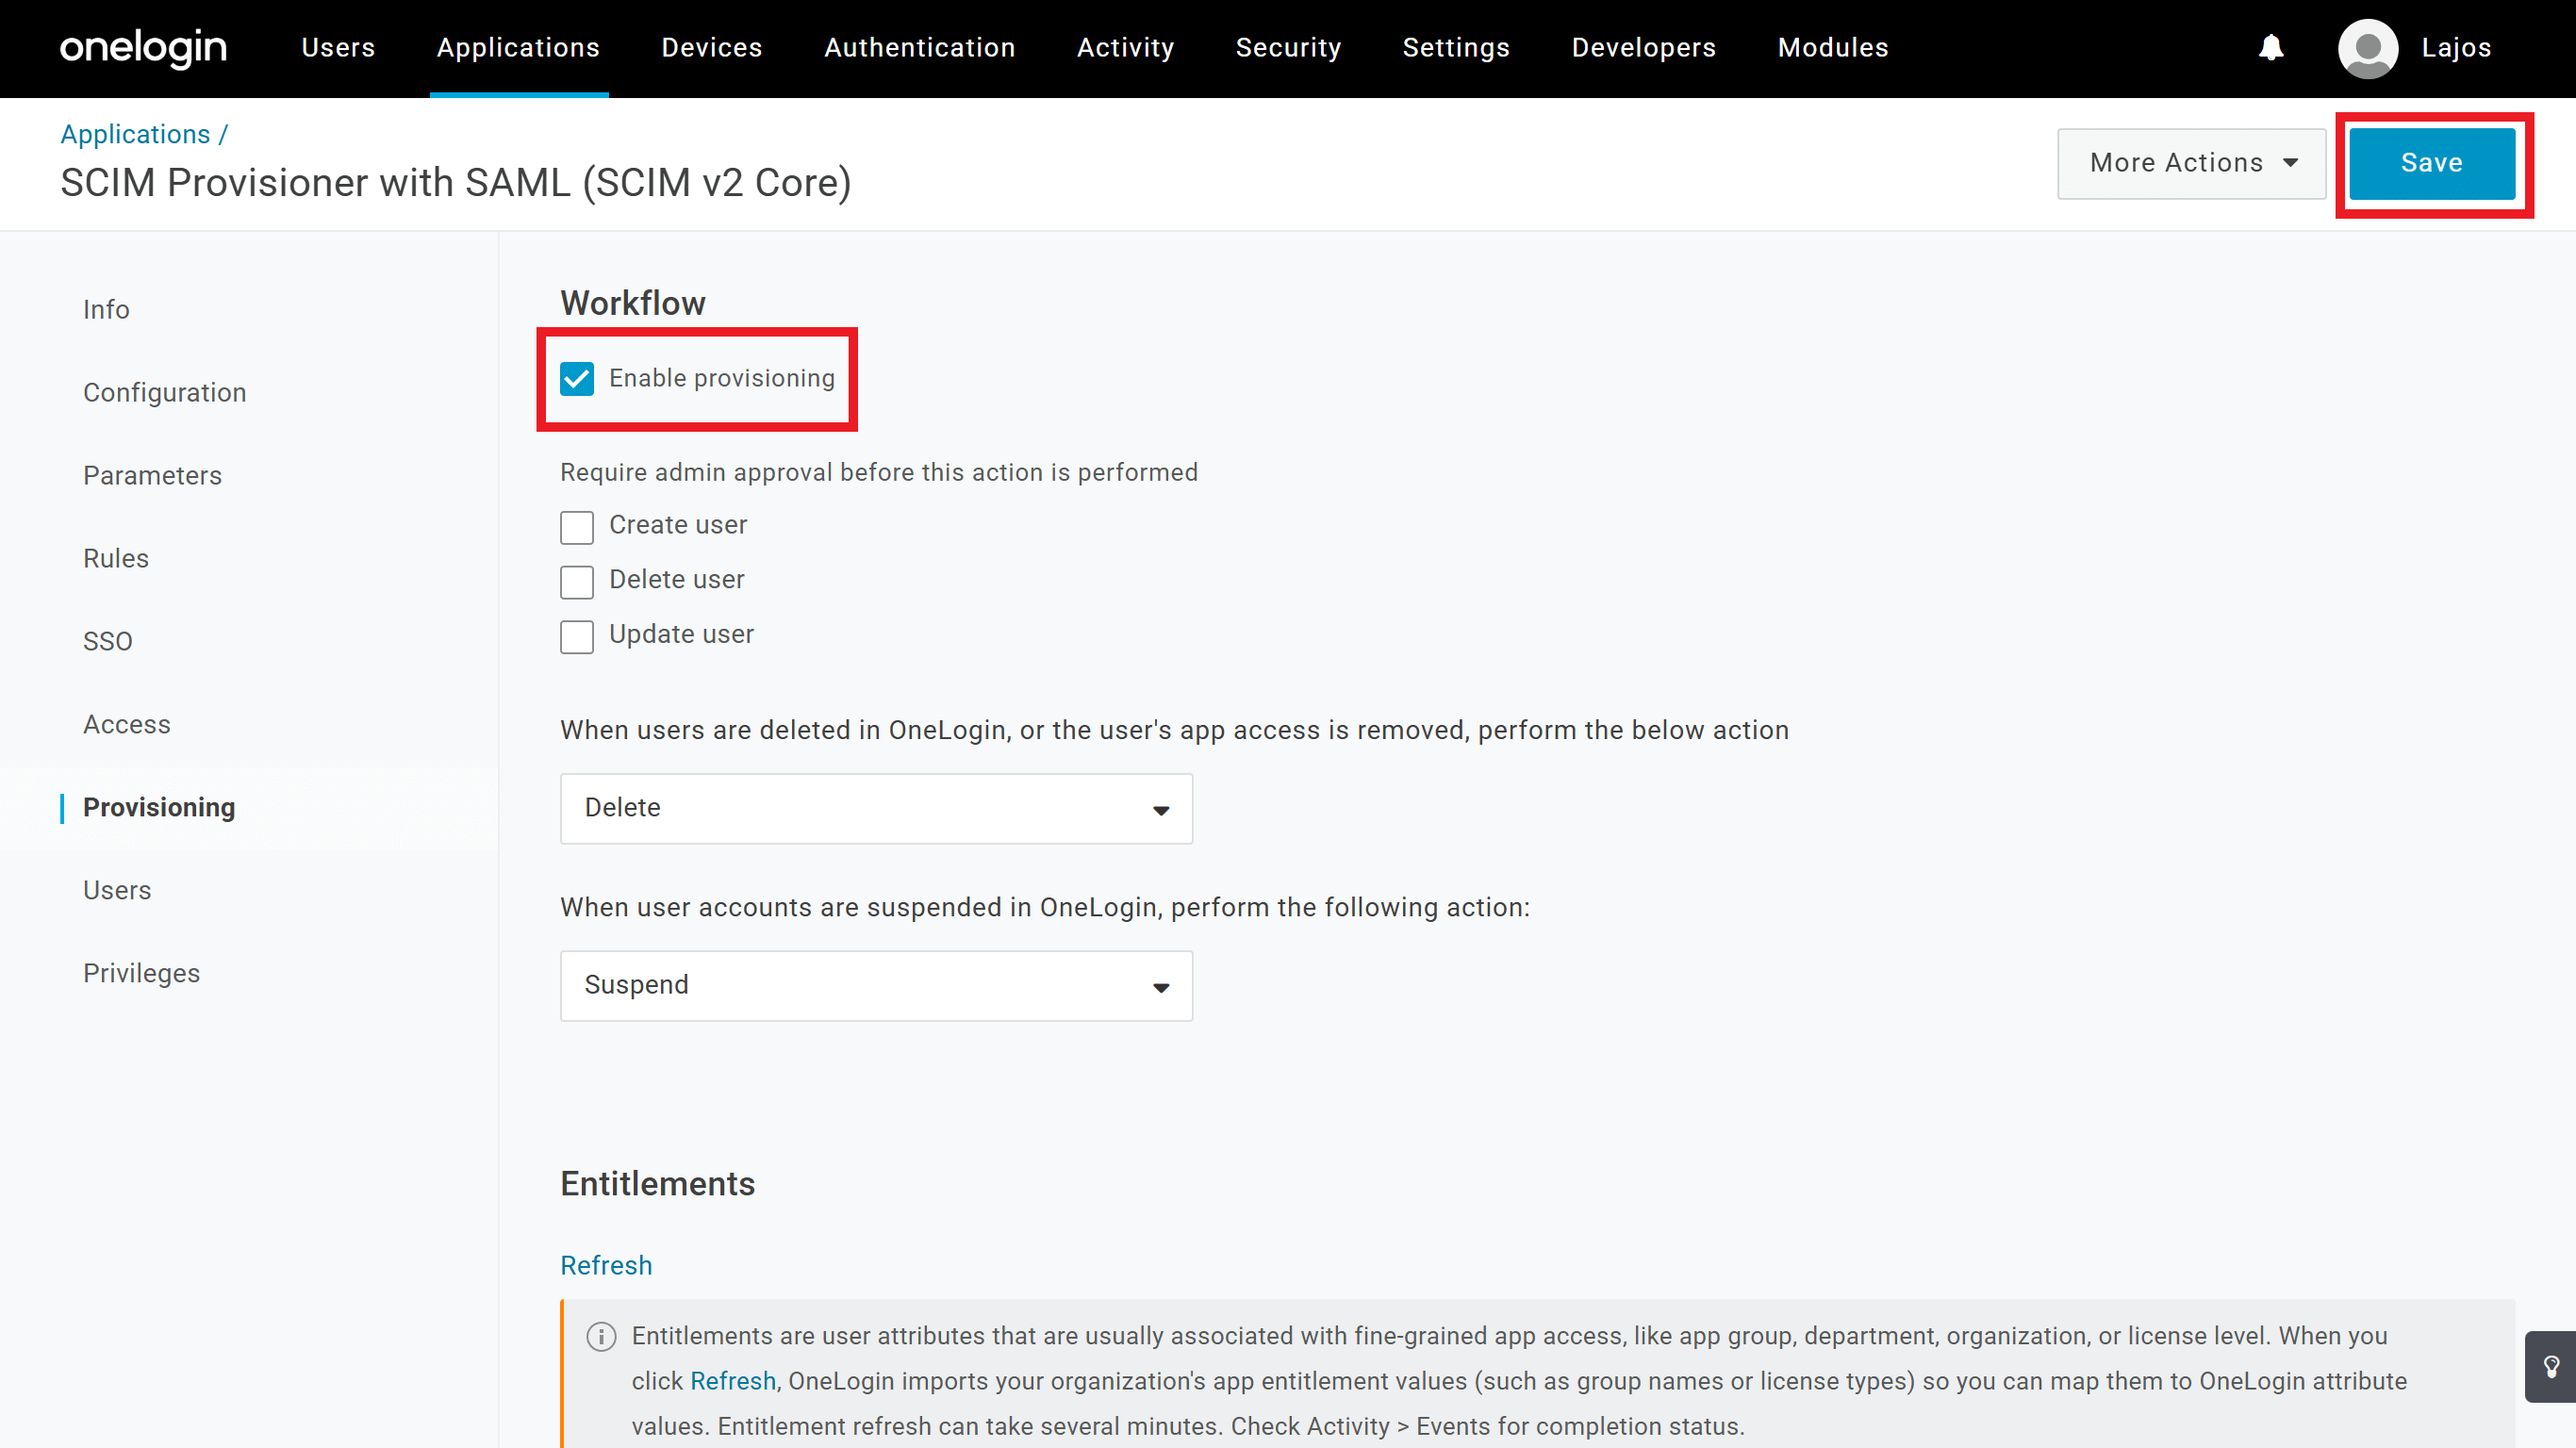 onelogin Users Applications Devices Authentication Activity Security Settings Developers Modules Lajos
Applications /
SCIM Provisioner with SAML (SCIM v2 Core)
More Actions
Save
Info
Configuration
Parameters
Rules
SSO
Access
Provisioning
Users
Privileges
Workflow
Enable provisioning
Require admin approval before this action is performed
Create user
Delete user
Update user
When users are deleted in OneLogin, or the user's app access is removed, perform the below action
Delete
When user accounts are suspended in OneLogin, perform the following action:
Suspend
Entitlements
Refresh
Entitlements are user attributes that are usually associated with fine-grained app access, like app group, department, organization, or license level. When you
click Refresh, OneLogin imports your organization's app entitlement values (such as group names or license types) so you can map them to OneLogin attribute
values. Entitlement refresh can take several minutes. Check Activity > Events for completion status.